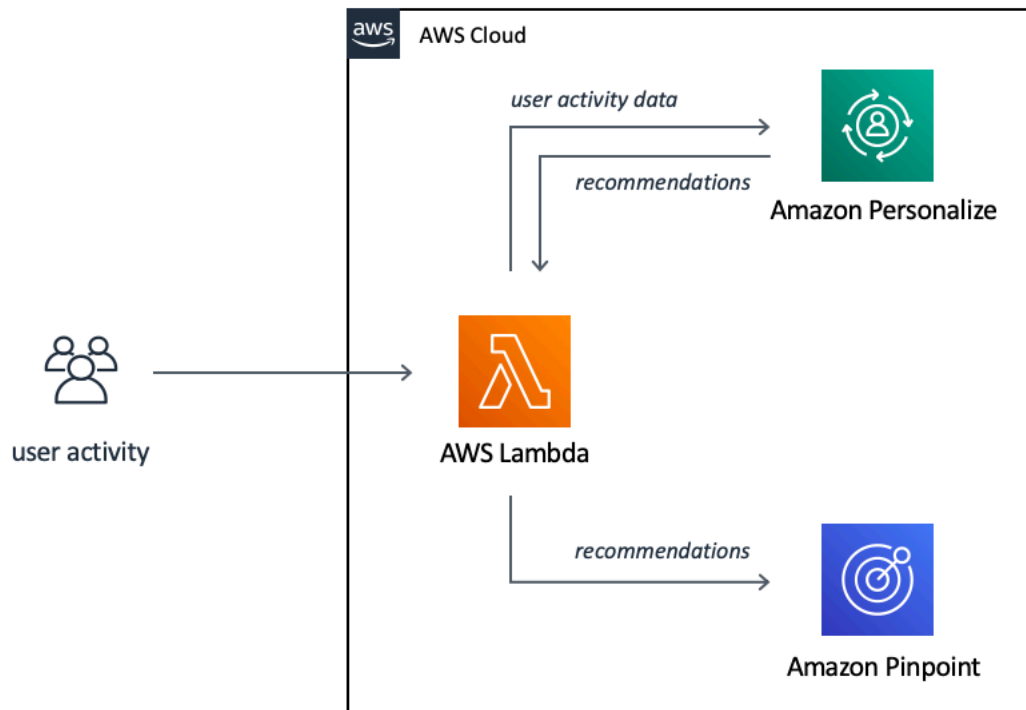 aws
AWS Cloud
user activity data
recommendations
Amazon Personalize
user activity
AWS Lambda
recommendations
Amazon Pinpoint